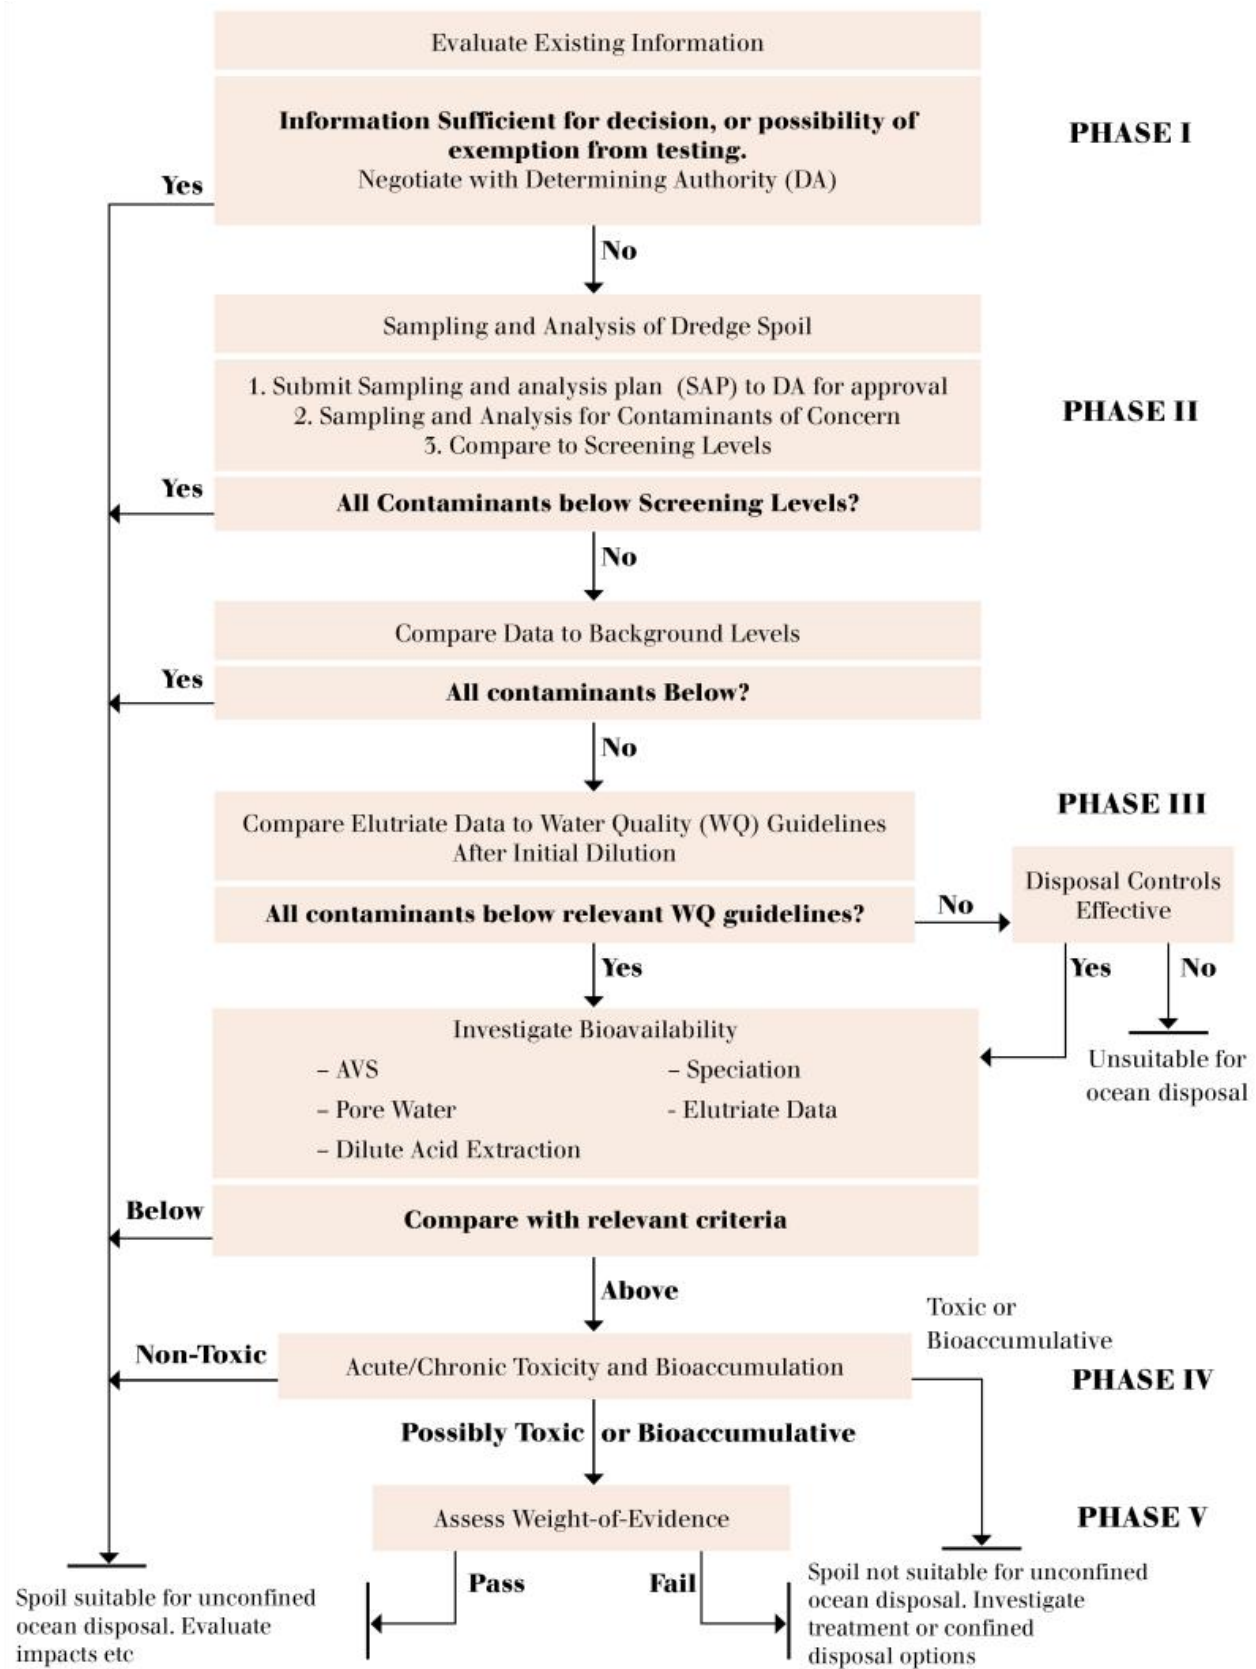 Evaluate Existing Information
Information Sufficient for decision, or possibility of
exemption from testing.
Negotiate with Determining Authority (DA)
PHASE I
Yes
No
Sampling and Analysis of Dredge Spoil
1. Submit Sampling and analysis plan (SAP) to DA for approval
2. Sampling and Analysis for Contaminants of Concern
3. Compare to Screening Levels
PHASE II
Yes
All Contaminants below Screening Levels?
No
Compare Data to Background Levels
Yes
All contaminants Below?
No
PHASE III
Compare Elutriate Data to Water Quality (WQ) Guidelines
After Initial Dilution
All contaminants below relevant WQ guidelines?
No
Disposal Controls
Effective
Yes
Yes
No
Unsuitable for
ocean disposal
Investigate Bioavailability
– AVS
– Speciation
– Pore Water
- Elutriate Data
– Dilute Acid Extraction
Below
Compare with relevant criteria
Above
Toxic or
Bioaccumulative
Non-Toxic
Acute/Chronic Toxicity and Bioaccumulation
PHASE IV
Possibly Toxic or Bioaccumulative
Assess Weight-of-Evidence
PHASE V
Pass
Fail
Spoil suitable for unconfined
ocean disposal. Evaluate
impacts etc
Spoil not suitable for unconfined
ocean disposal. Investigate
treatment or confined
disposal options